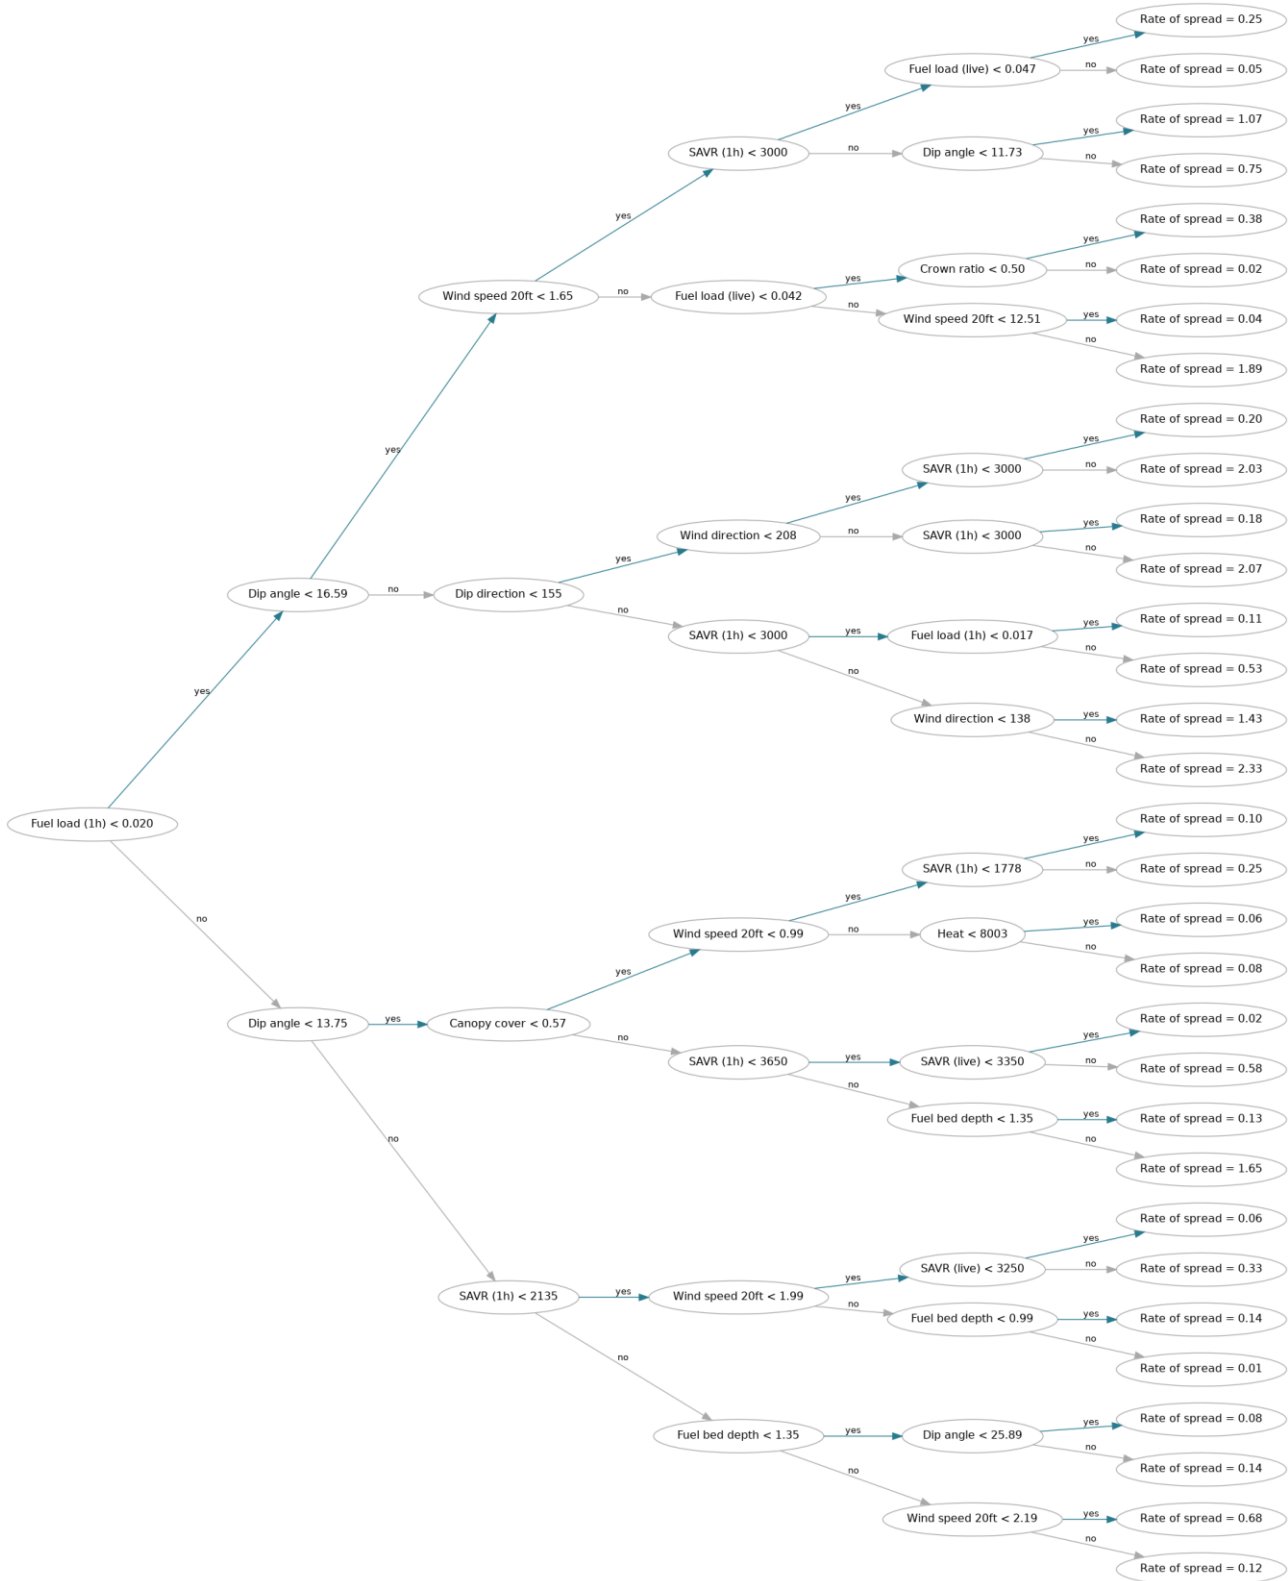 Rate of spread = 0.25
yes
Fuel load (live) < 0.047
no
Rate of spread = 0.05
yes
Rate of spread = 1.07
yes
SAVR (1h) < 3000
no
Dip angle < 11.73
yes
no
Rate of spread = 0.75
yes
Rate of spread = 0.38
yes
Crown ratio < 0.50
no
Rate of spread = 0.02
Wind speed 20ft < 1.65
no
Fuel load (live) < 0.042
yes
no
Wind speed 20ft < 12.51
yes
Rate of spread = 0.04
no
Rate of spread = 1.89
yes
Rate of spread = 0.20
yes
SAVR (1h) < 3000
no
Rate of spread = 2.03
yes
Wind direction < 208
no
SAVR (1h) < 3000
yes
Rate of spread = 0.18
no
Rate of spread = 2.07
Dip angle < 16.59
no
Dip direction < 155
yes
no
SAVR (1h) < 3000
yes
Fuel load (1h) < 0.017
yes
Rate of spread = 0.11
no
Rate of spread = 0.53
no
Wind direction < 138
yes
Rate of spread = 1.43
no
Rate of spread = 2.33
yes
Fuel load (1h) < 0.020
no
Rate of spread = 0.10
yes
SAVR (1h) < 1778
no
Rate of spread = 0.25
yes
Wind speed 20ft < 0.99
no
Heat < 8003
yes
Rate of spread = 0.06
no
Rate of spread = 0.08
yes
Dip angle < 13.75
yes
Canopy cover < 0.57
no
SAVR (1h) < 3650
yes
SAVR (live) < 3350
yes
Rate of spread = 0.02
no
Rate of spread = 0.58
no
Fuel bed depth < 1.35
yes
Rate of spread = 0.13
no
Rate of spread = 1.65
no
Rate of spread = 0.06
yes
SAVR (live) < 3250
no
Rate of spread = 0.33
SAVR (1h) < 2135
yes
Wind speed 20ft < 1.99
yes
no
Fuel bed depth < 0.99
yes
Rate of spread = 0.14
no
Rate of spread = 0.01
no
Fuel bed depth < 1.35
yes
Dip angle < 25.89
yes
Rate of spread = 0.08
no
Rate of spread = 0.14
no
Wind speed 20ft < 2.19
yes
Rate of spread = 0.68
no
Rate of spread = 0.12